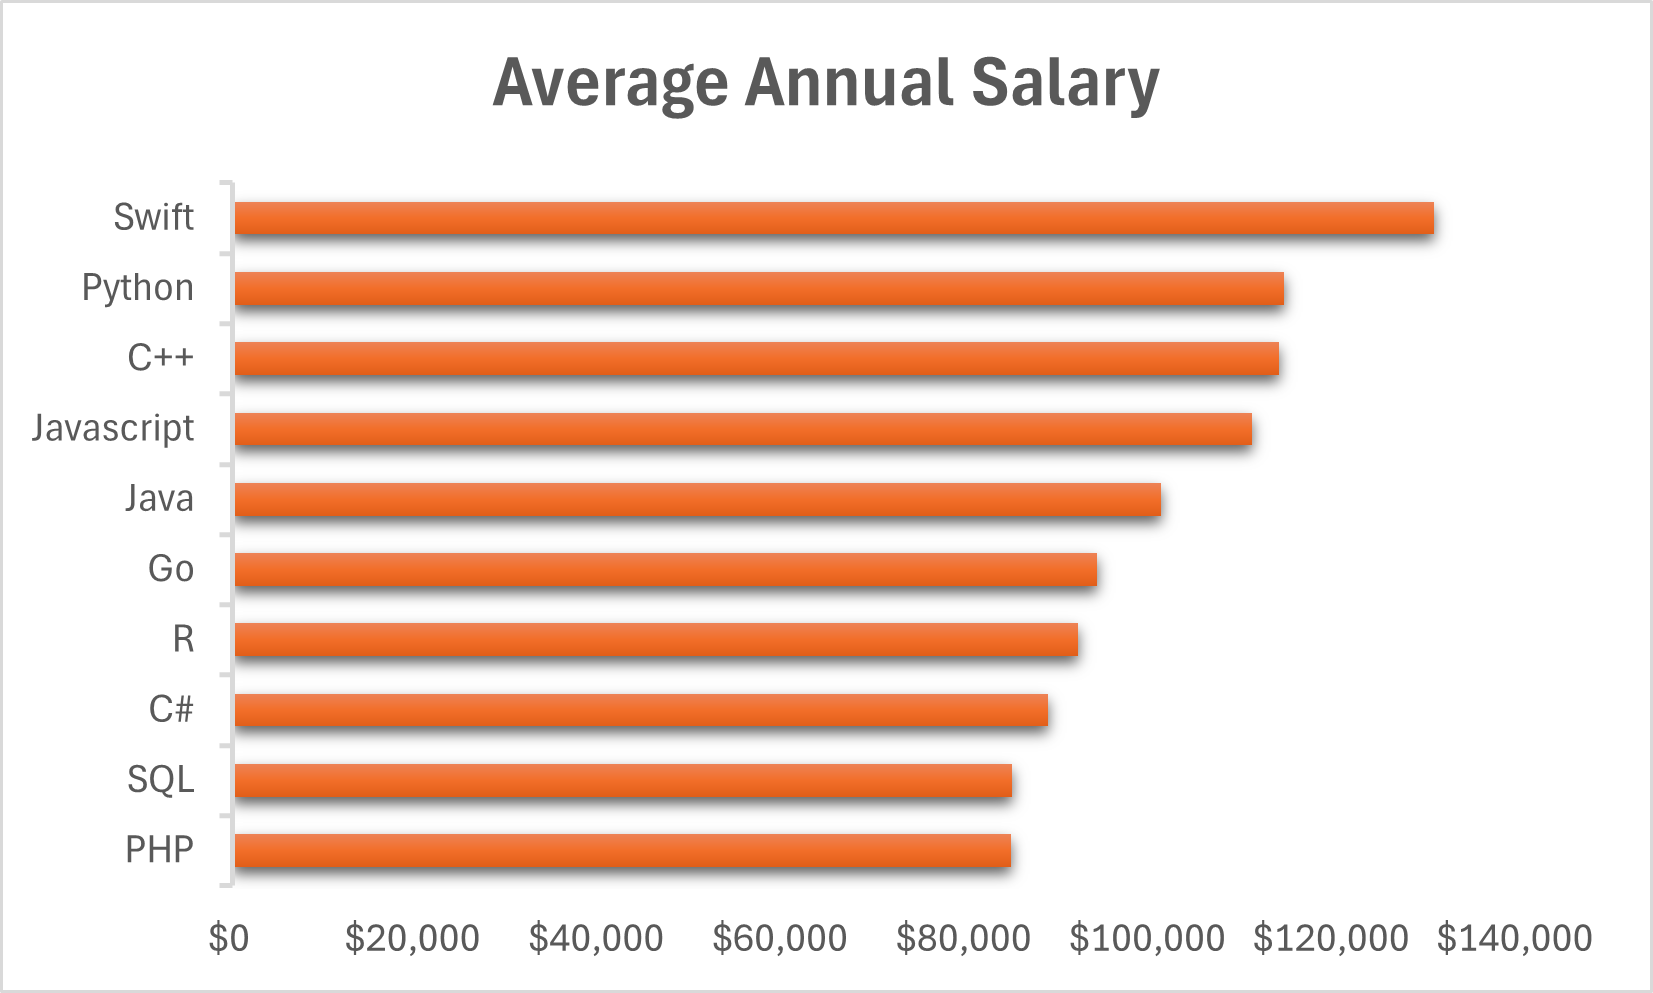 Average Annual Salary
Swift
Python
C++
Javascript
Java
Go
R
C#
SQL
PHP
$0 $20,000 $40,000 $60,000 $80,000 $100,000 $120,000 $140,000